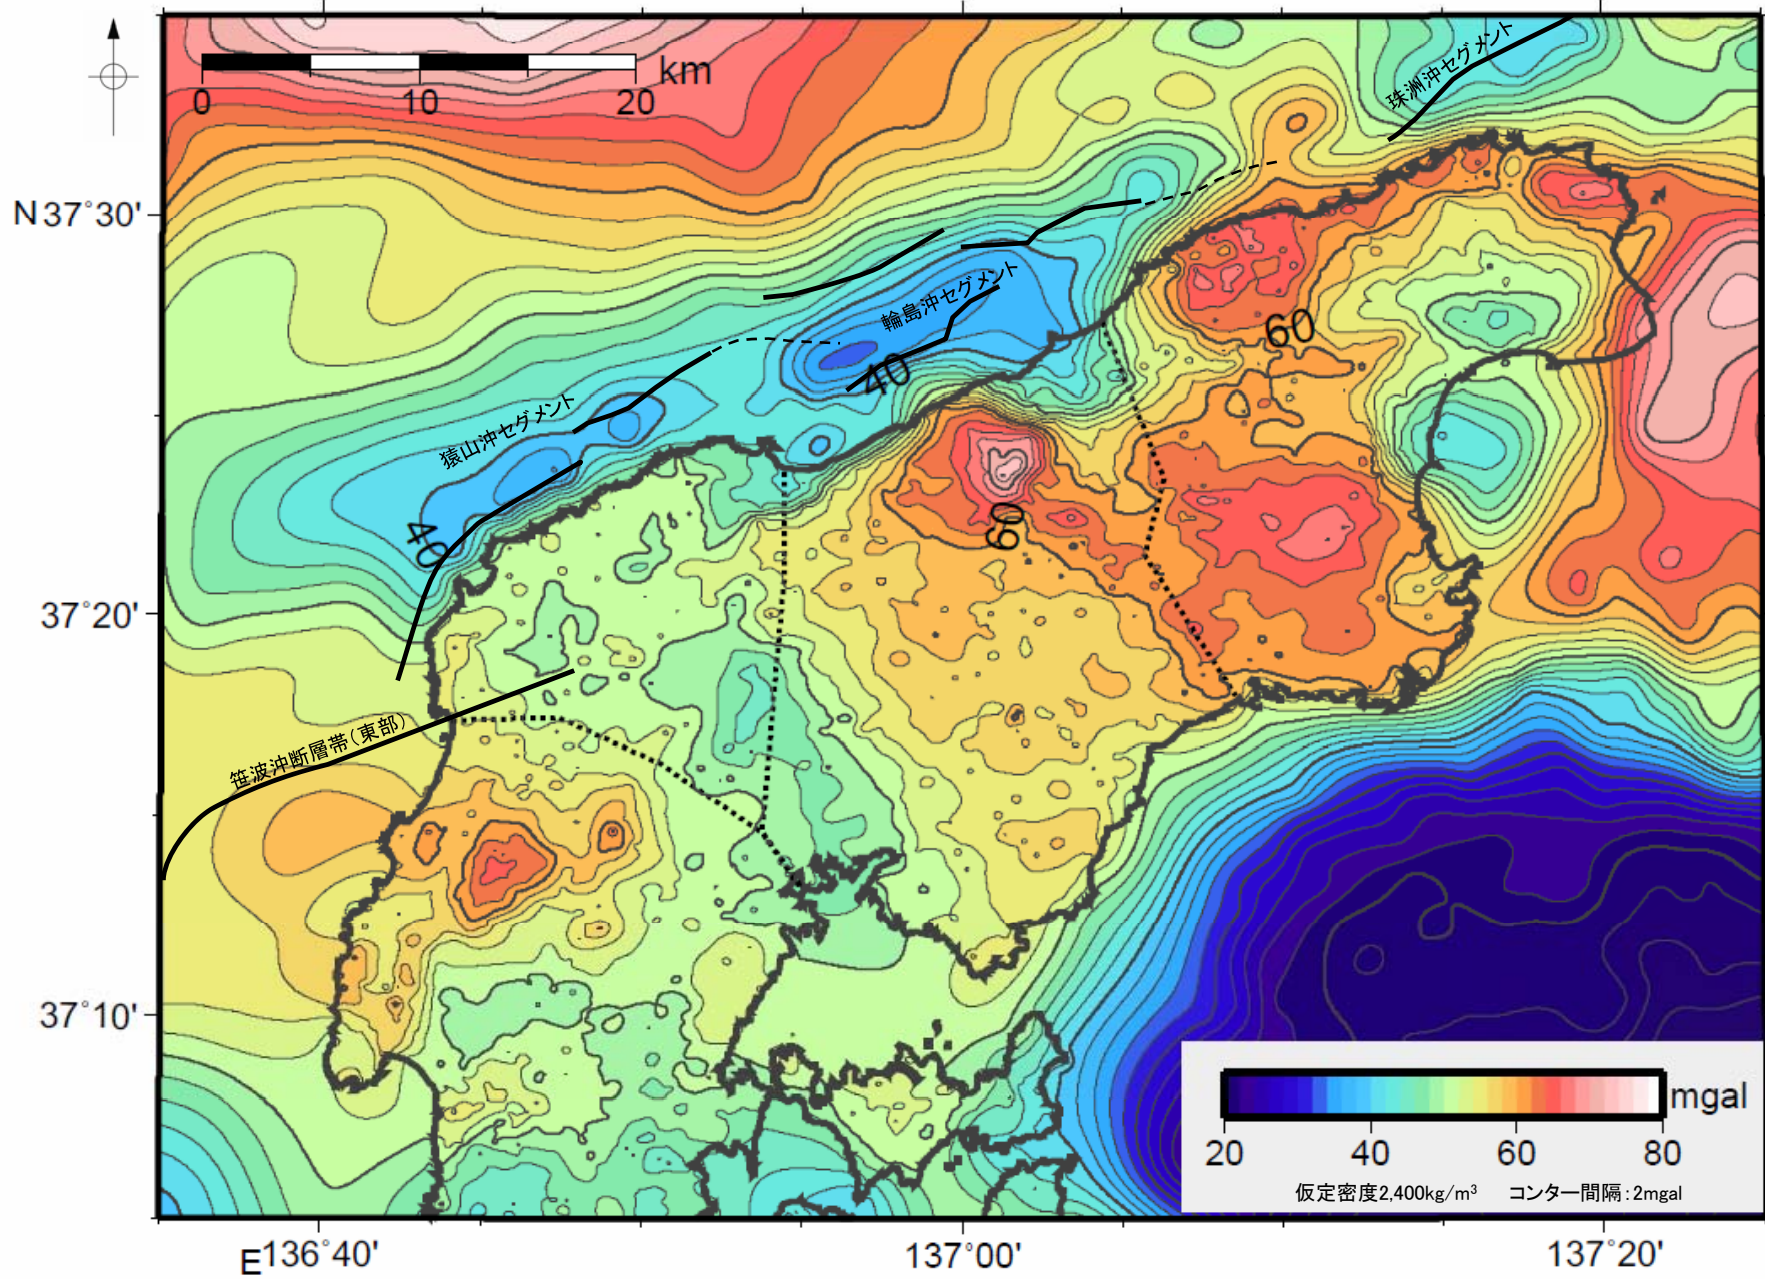 km
0 10 20
珠洲沖セグメント
N 37°30'
輪島沖セグメント
60
40
猿山沖セグメント
40
60
37°20'
笹波沖断層帯(東部)
37°10'
mgal
20 40 60 80
仮定密度2,400kg/m³ コンター間隔:2mgal
E 136°40' 137°00' 137°20'